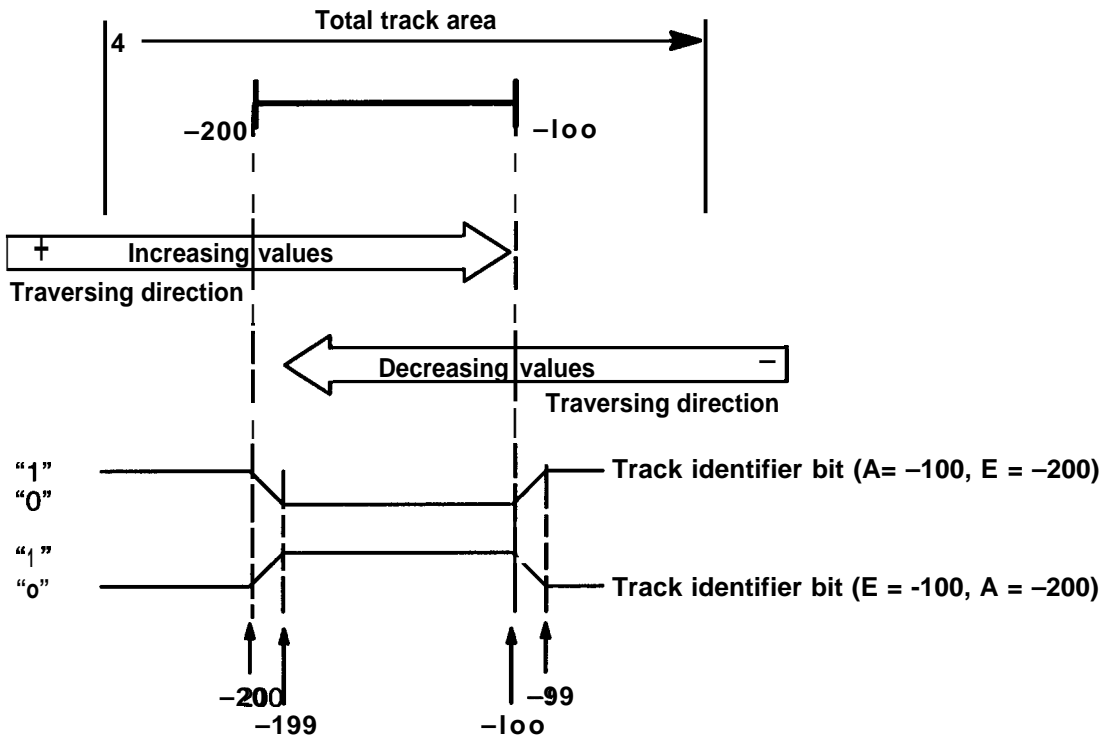 Total track area
4
–200
–loo
+ Increasing values
Traversing direction
Decreasing values –
Traversing direction
“1”
Track identifier bit (A= –100, E = –200)
“0”
“1”
“o”
Track identifier bit (E = -100, A = –200)
–200
–99
–199
–loo